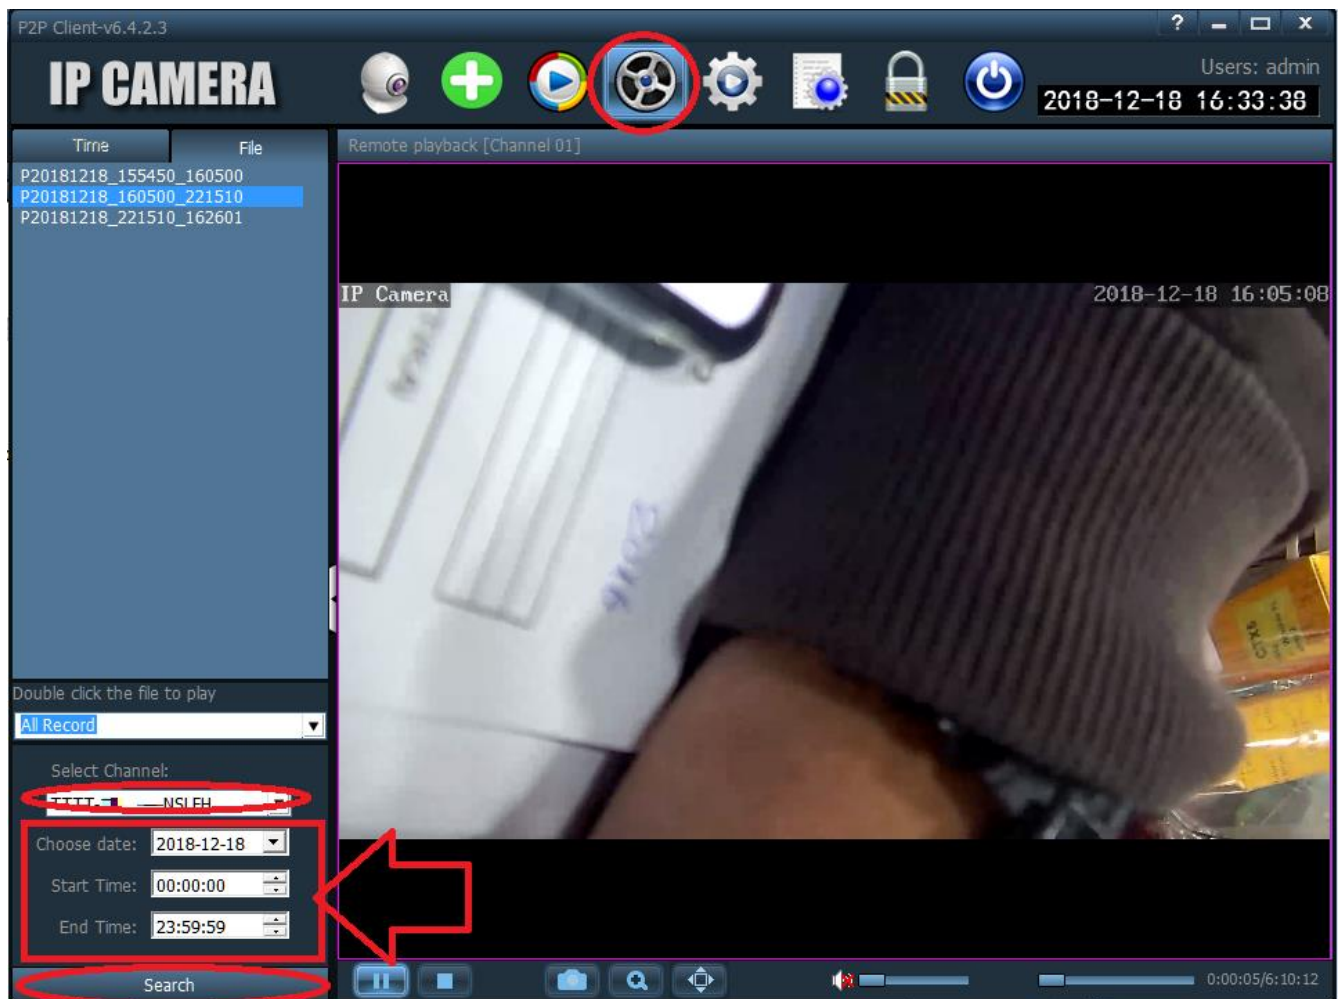 P2P Client-v6.4.2.3
IP CAMERA
Users: admin
2018-12-18 16:33:38
Time
File
Remote playback [Channel 01]
P20181218_155450_160500
P20181218_160500_221510
P20181218_221510_162601
IP Camera
2018-12-18 16:05:08
CTX5
Double click the file to play
All Record
Select Channel:
NSLFH
Choose date: 2018-12-18
Start Time: 00:00:00
End Time: 23:59:59
Search
0:00:05/6:10:12